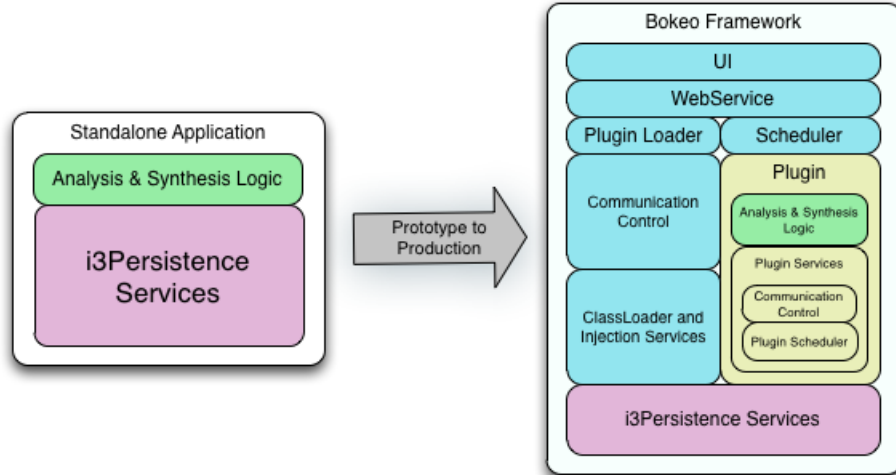 Standalone Application
Analysis & Synthesis Logic
i3Persistence
Services
Prototype to
Production
Bokeo Framework
UI
WebService
Plugin Loader
Scheduler
Communication
Control
ClassLoader and
Injection Services
Plugin
Analysis & Synthesis
Logic
Plugin Services
Communication
Control
Plugin Scheduler
i3Persistence Services